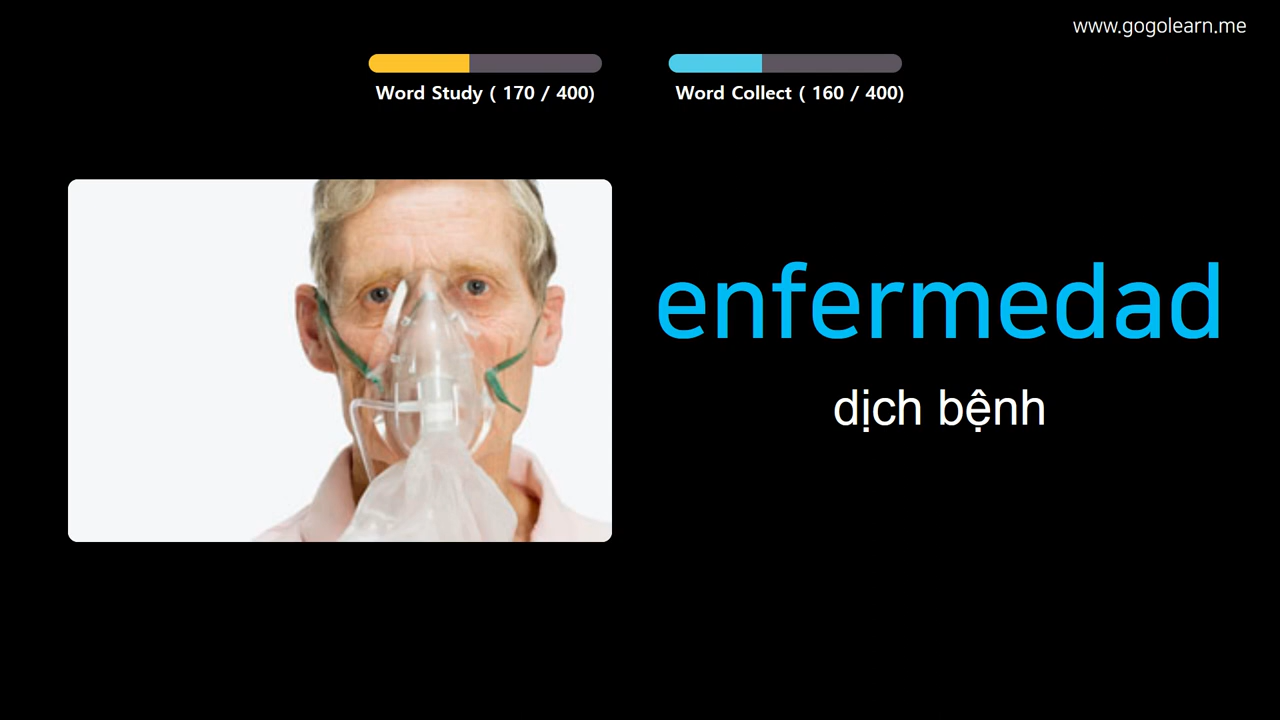 www.gogolearn.me
Word Study ( 170 / 400)
Word Collect ( 160 / 400)
enfermedad
dịch bệnh